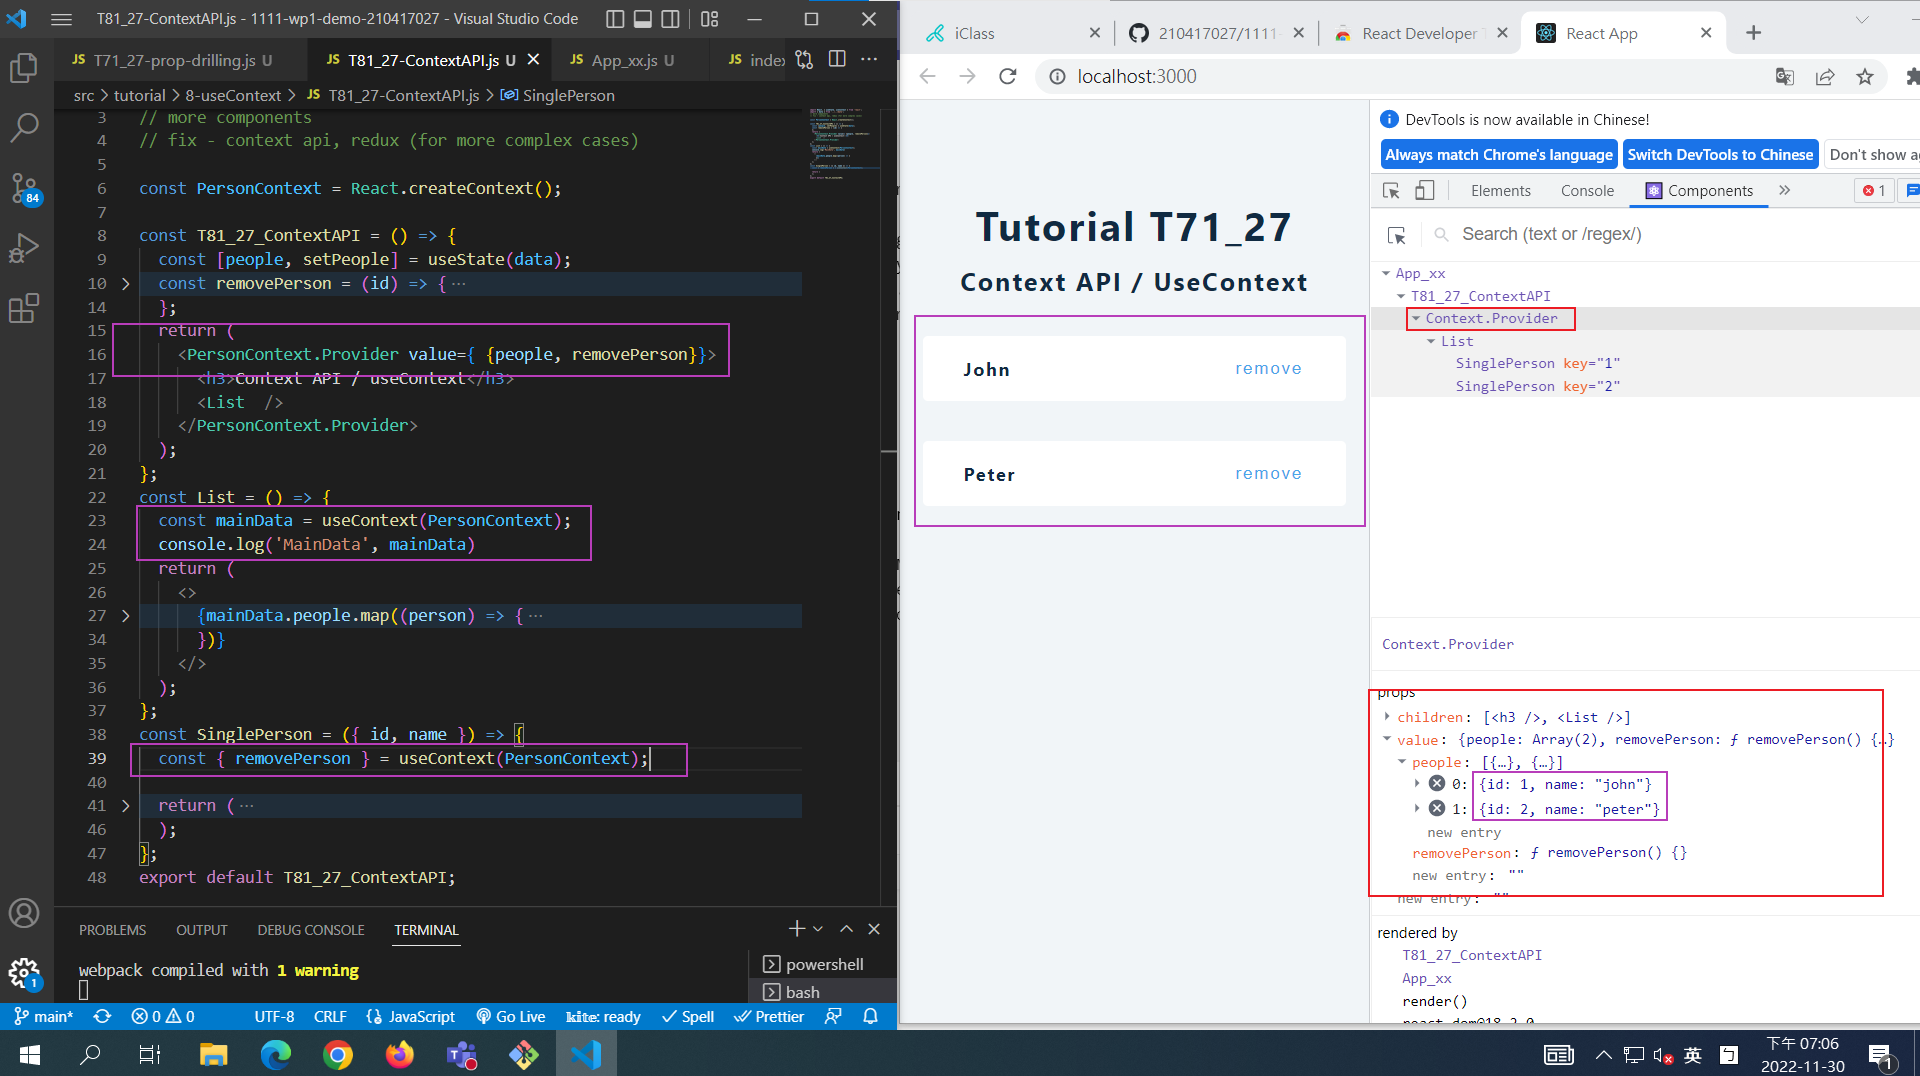 T81_27-ContextAPI.js - 1111-wp1-demo-210417027 - Visual Studio Code
JS T71_27-prop-drilling.js U
JS T81_27-ContextAPI.js U
JS App_xx.js U
JS index
src > tutorial > 8-useContext > JS T81_27-ContextAPI.js > SinglePerson
3 // more components
4 // fix - context api, redux (for more complex cases)
5
6 const PersonContext = React.createContext();
7
8 const T81_27_ContextAPI = () => {
9 const [people, setPeople] = useState(data);
10 const removePerson = (id) => { ...
14 };
15 return (
16 <PersonContext.Provider value={ {people, removePerson}}>
17 <h3>Context API / useContext</h3>
18 <List />
19 </PersonContext.Provider>
20 );
21 };
22 const List = () => {
23 const mainData = useContext(PersonContext);
24 console.log('MainData', mainData)
25 return (
26 <>
27 {mainData.people.map((person) => { ...
34 })}
35 </>
36 );
37 };
38 const SinglePerson = ({ id, name }) => {
39 const { removePerson } = useContext(PersonContext);
40
41 return ( ...
46 );
47 };
48 export default T81_27_ContextAPI;
84
1
PROBLEMS OUTPUT DEBUG CONSOLE TERMINAL
webpack compiled with 1 warning
powershell
bash
main* 0 0 UTF-8 CRLF JavaScript Go Live kite: ready Spell Prettier
iClass
210417027/1111-
React Developer
React App
localhost:3000
Tutorial T71_27
Context API / UseContext
John remove
Peter remove
DevTools is now available in Chinese!
Always match Chrome's language
Switch DevTools to Chinese
Don't show ag
Elements Console Components 1
Search (text or /regex/)
App_xx
T81_27_ContextAPI
Context.Provider
List
SinglePerson key="1"
SinglePerson key="2"
Context.Provider
props
children: [<h3 />, <List />]
value: {people: Array(2), removePerson: ƒ removePerson() {…}
people: [{…}, {…}]
0: {id: 1, name: "john"}
1: {id: 2, name: "peter"}
new entry
removePerson: ƒ removePerson() {}
new entry: ""
new entry: ""
rendered by
T81_27_ContextAPI
App_xx
render()
react-dom@18.2.0
英
ㄅ
下午 07:06
2022-11-30
1